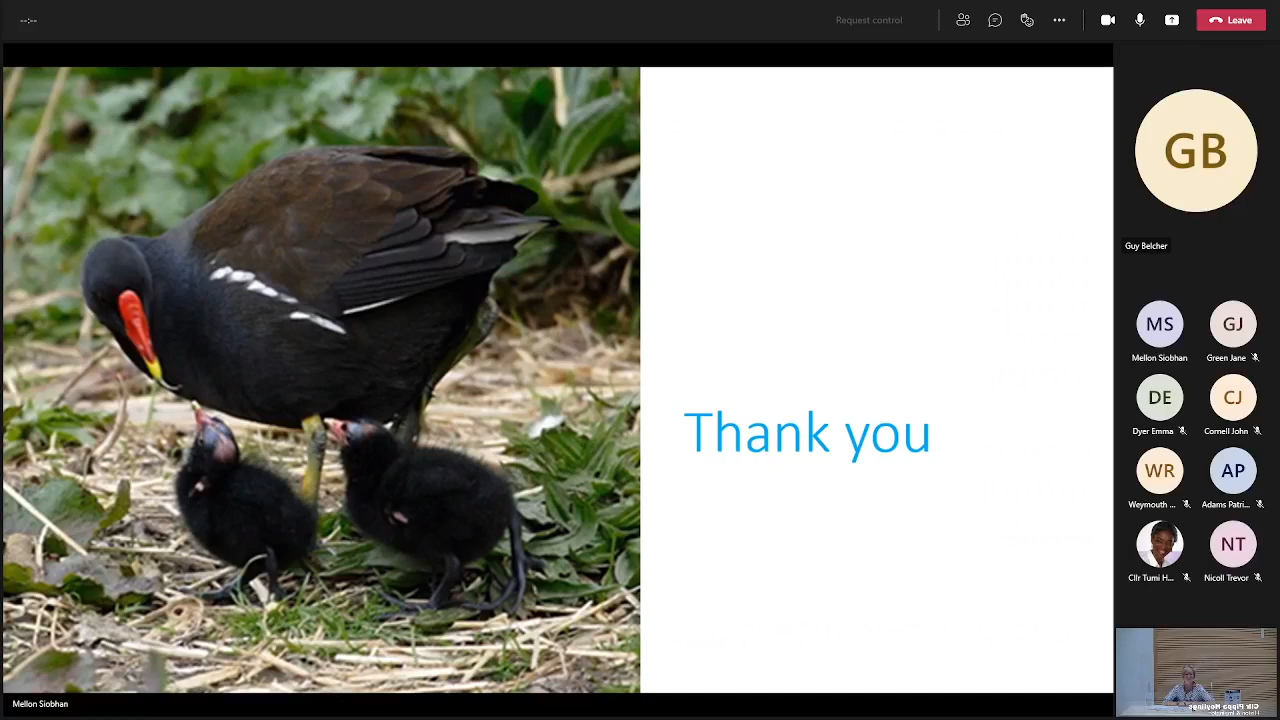 --:--
Request control
Leave
GB
Guy Belcher
MS
GJ
Mellon Siobhan
Green Jane
DE
CJ
Dyer Emma
Cornell John
WR
AP
Weymouth ...
Adams Patri...
NT
Cllr Tumi H...
Nicoll Trevor
Thank you
Mellon Siobhan